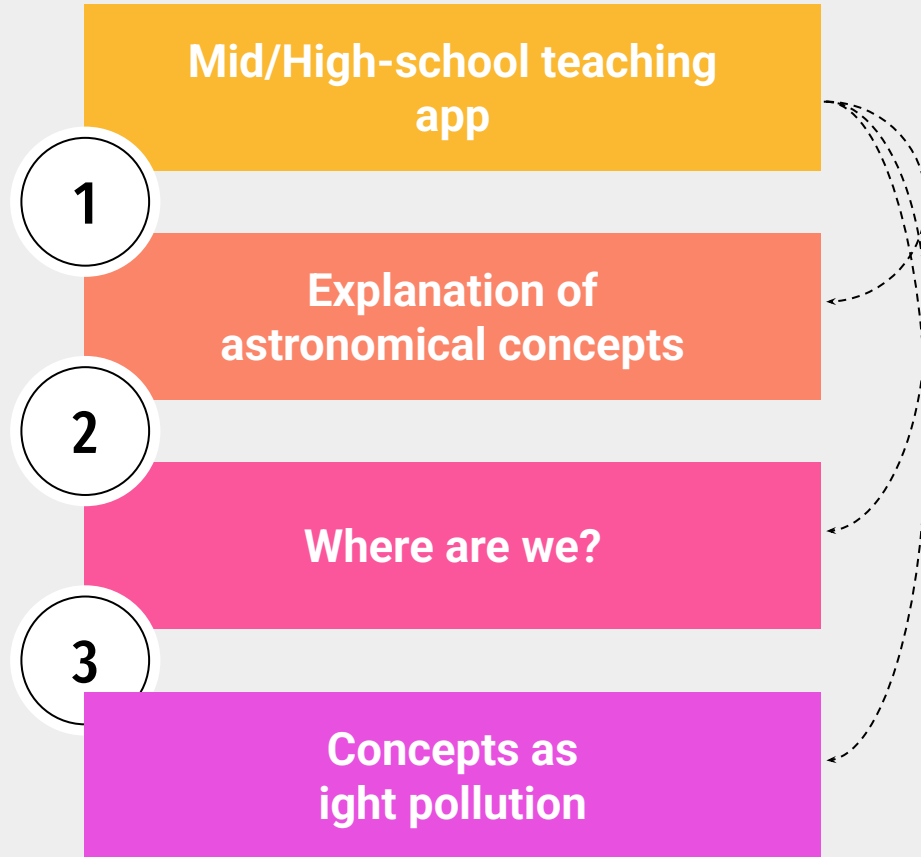 Mid/High-school teaching
app
1
Explanation of
astronomical concepts
2
Where are we?
3
Concepts as
ight pollution